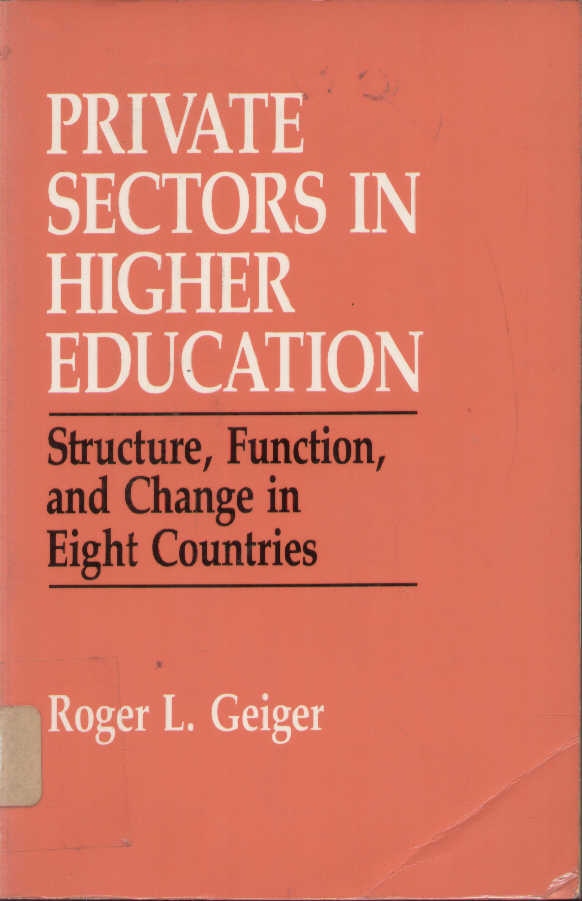 PRIVATE
SECTORS IN
HIGHER
EDUCATION
Structure, Function,
and Change in
Eight Countries
Roger L. Geiger